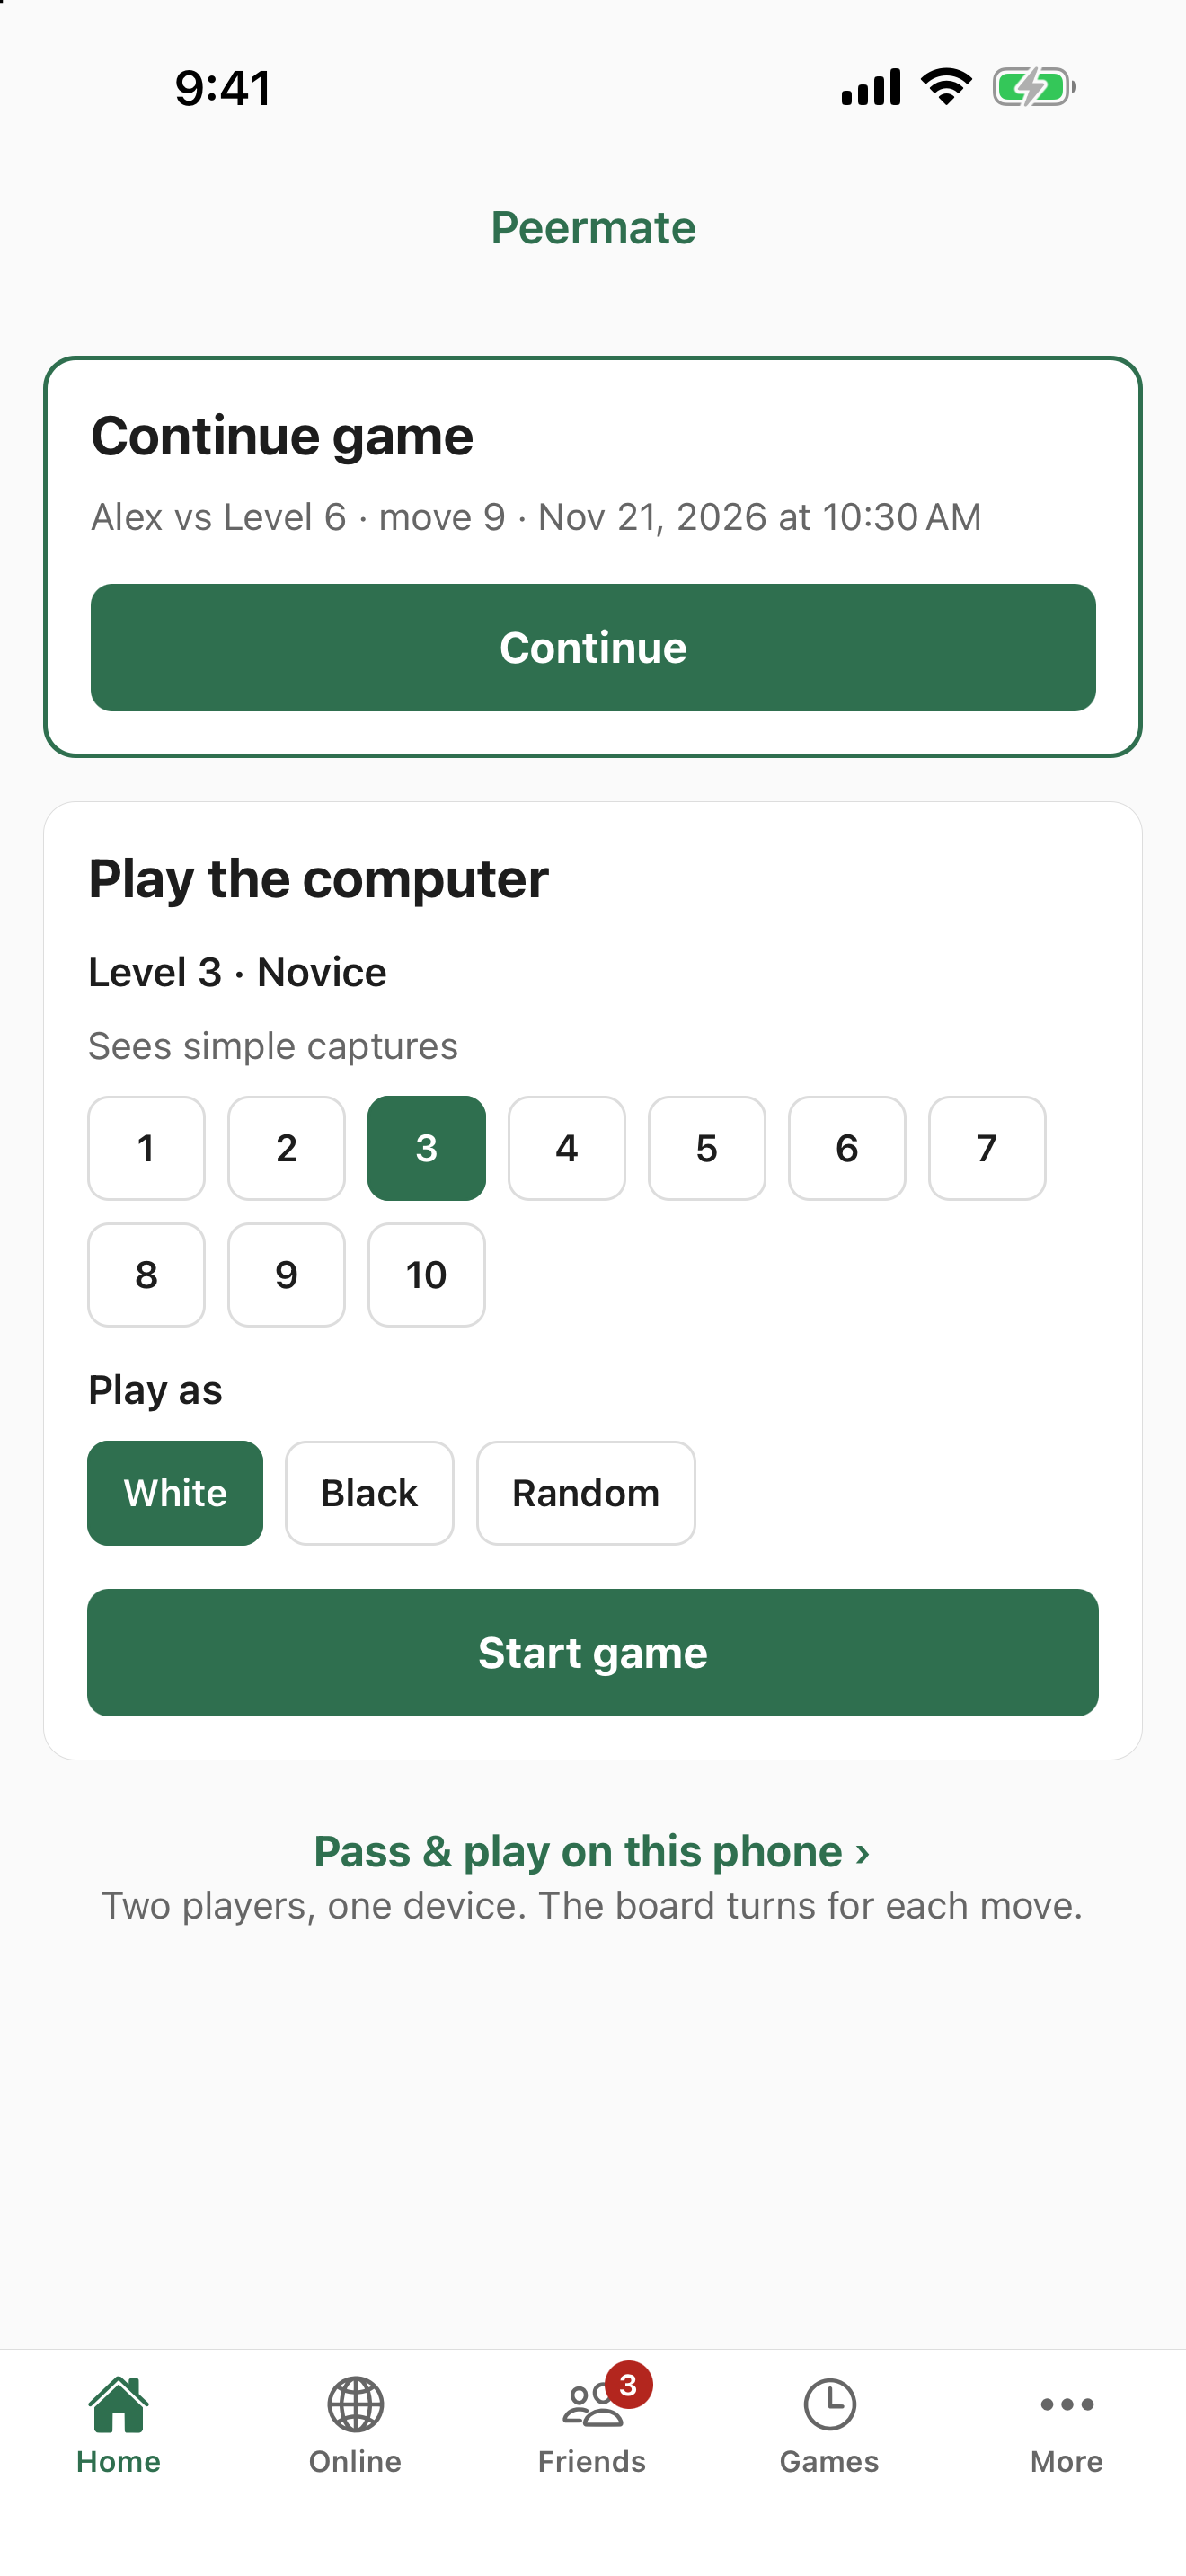 9:41
Peermate
Continue game
Alex vs Level 6 · move 9 · Nov 21, 2026 at 10:30 AM
Continue
Play the computer
Level 3 · Novice
Sees simple captures
1 2 3 4 5 6 7
8 9 10
Play as
White Black Random
Start game
Pass & play on this phone ›
Two players, one device. The board turns for each move.
3
Home Online Friends Games More